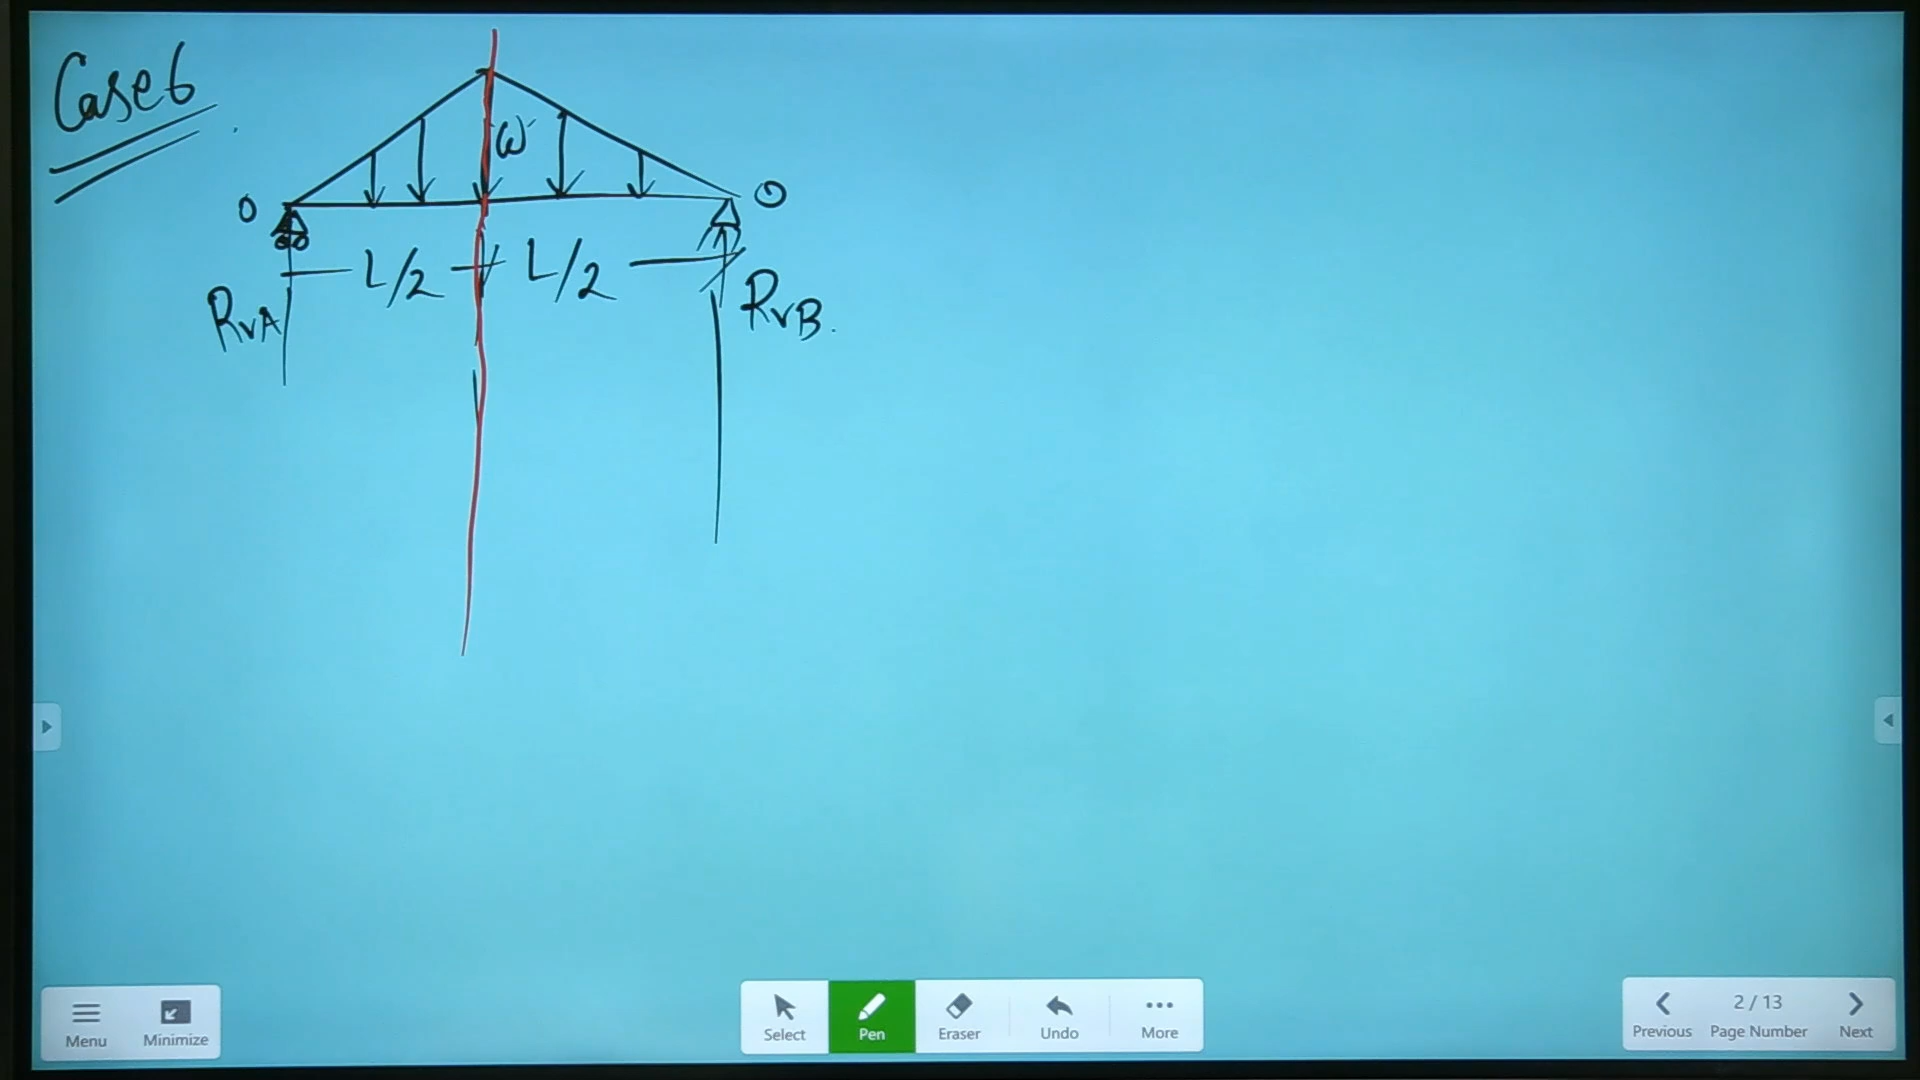 Case 6
ω
0
0
L/2 L/2
RVA
RVB.
Menu
Minimize
Select
Pen
Eraser
Undo
More
Previous
2 / 13
Page Number
Next